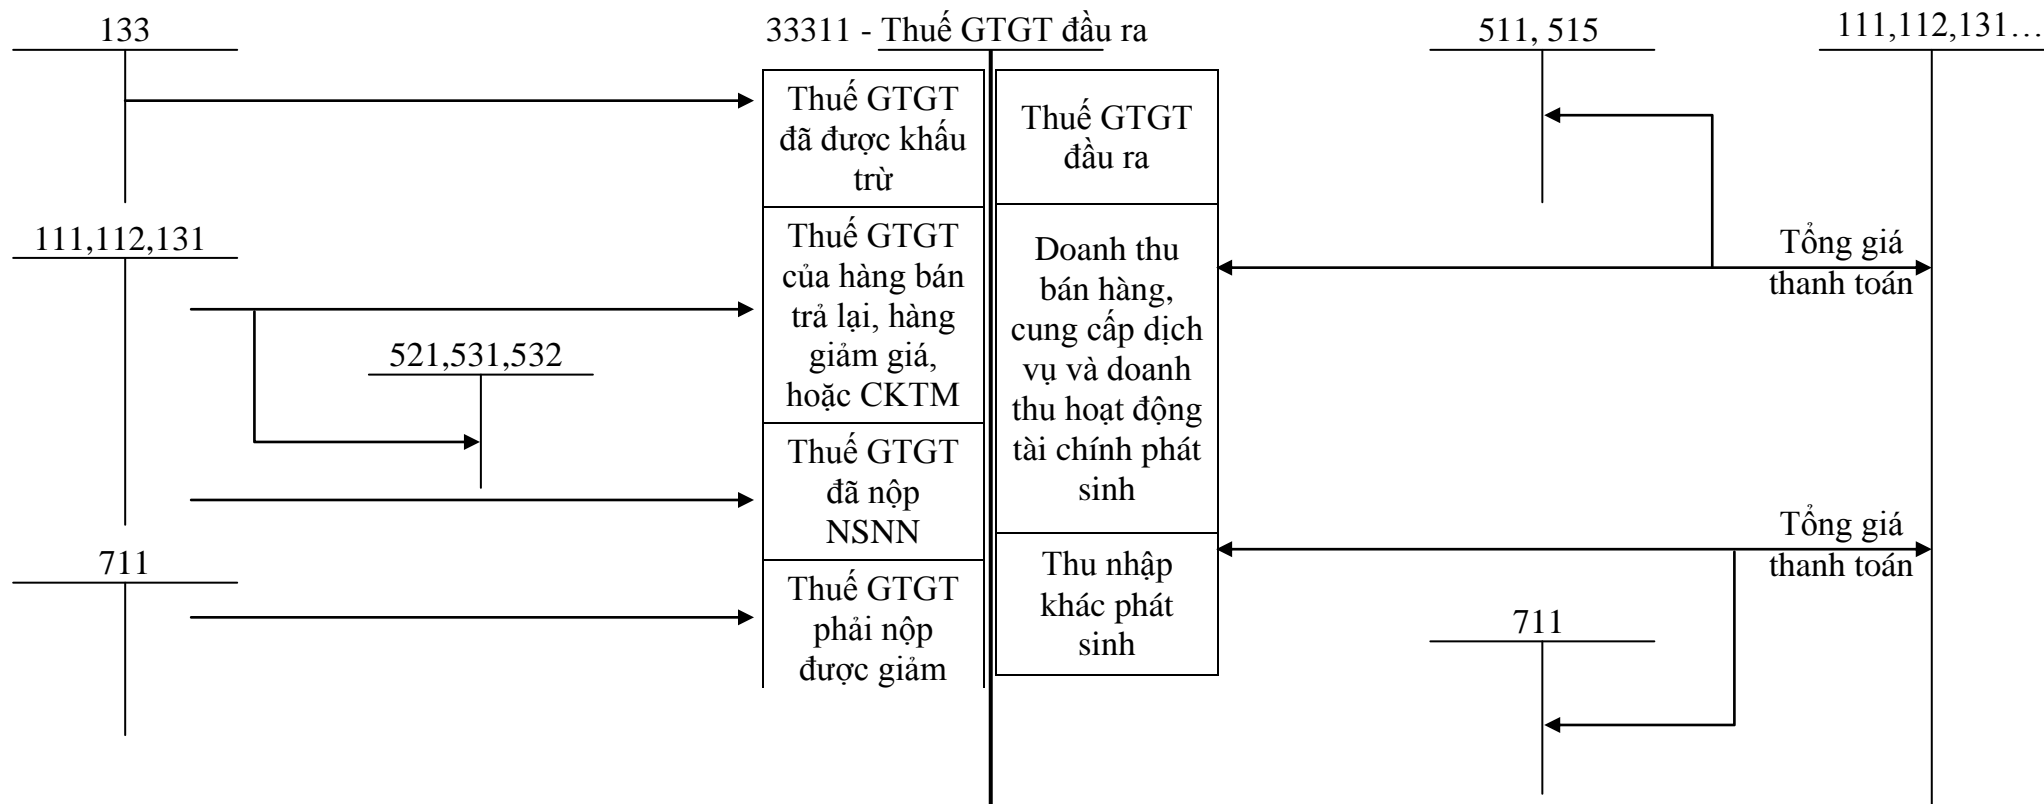 133
33311 - Thuế GTGT đầu ra
511, 515
111,112,131…
Thuế GTGT
đã được khấu
trừ
Thuế GTGT
đầu ra
111,112,131
Thuế GTGT
của hàng bán
trả lại, hàng
giảm giá,
hoặc CKTM
Doanh thu
bán hàng,
cung cấp dịch
vụ và doanh
thu hoạt động
tài chính phát
sinh
Tổng giá
thanh toán
521,531,532
Thuế GTGT
đã nộp
NSNN
Tổng giá
thanh toán
711
Thuế GTGT
phải nộp
được giảm
Thu nhập
khác phát
sinh
711